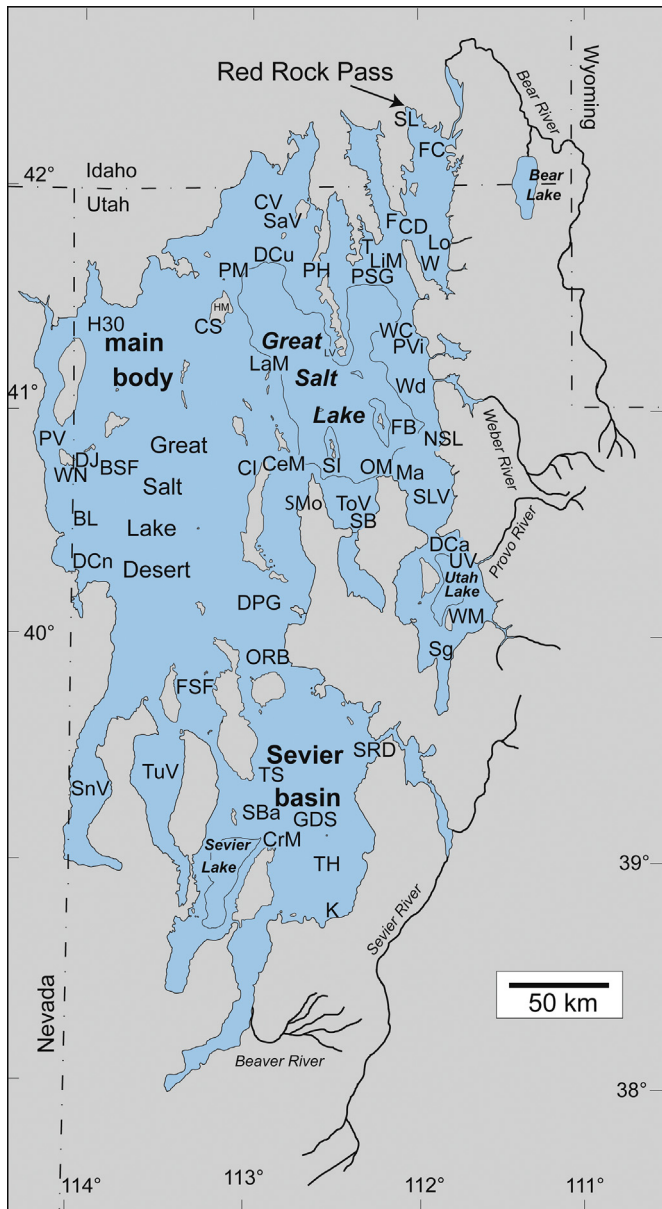 Red Rock Pass
Bear River
Wyoming
SL
FC
42°
Idaho
Utah
Bear
Lake
CV
SaV
F
CD
DCu
T
Lo
PM
PH
LiM
W
PSG
HM
H30
CS
main
body
Great
Salt
Lake
LV
LaM
WC
PVi
41°
Wd
Weber River
PV
DJ
WN
BSF
Great
Salt
Lake
Desert
CI
CeM
SI
FB
NSL
OM
Ma
SMo
ToV
SB
SLV
Provo River
BL
DCn
DCa
UV
Utah
Lake
DPG
WM
40°
Sg
ORB
FSF
Sevier
basin
SRD
TuV
TS
SnV
SBa
GDS
Sevier
Lake
CrM
TH
39°
K
Sevier River
Nevada
50 km
Beaver River
38°
114°
113°
112°
111°